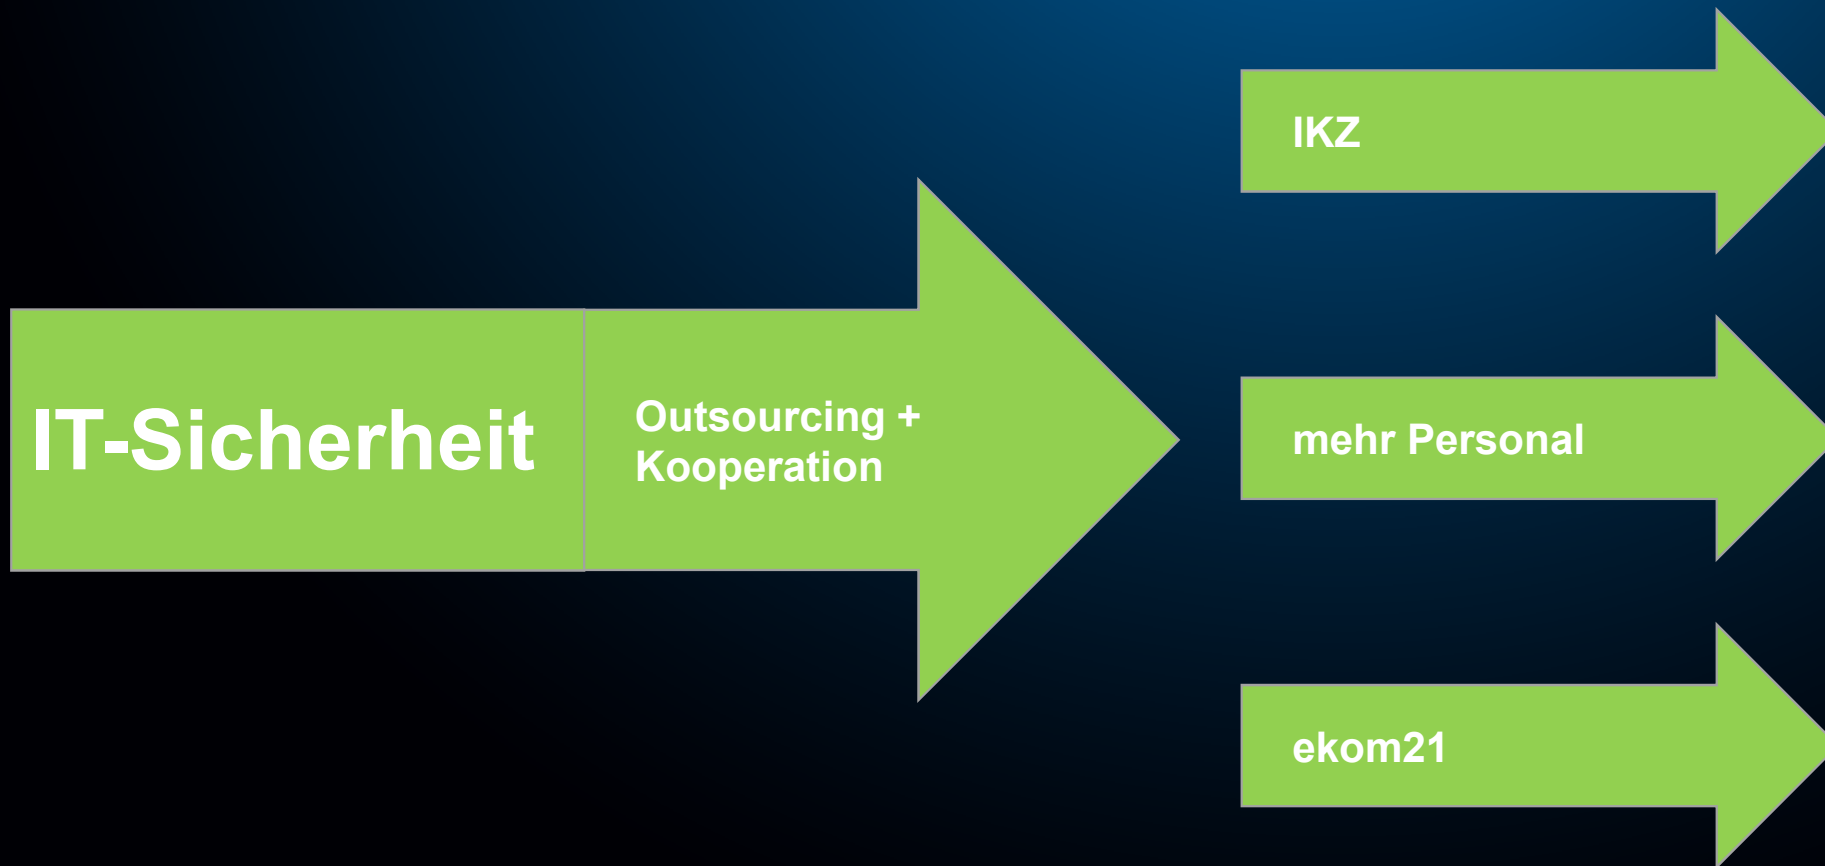 IT-Sicherheit
Outsourcing +
Kooperation
IKZ
mehr Personal
ekom21